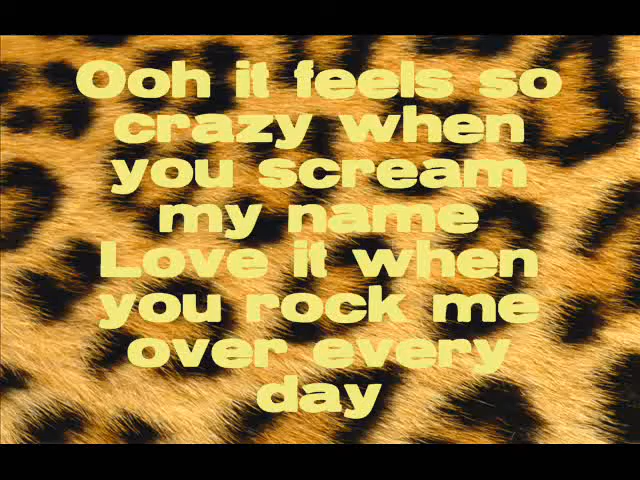 Ooh it feels so
crazy when
you scream
my name
Love it when
you rock me
over every
day